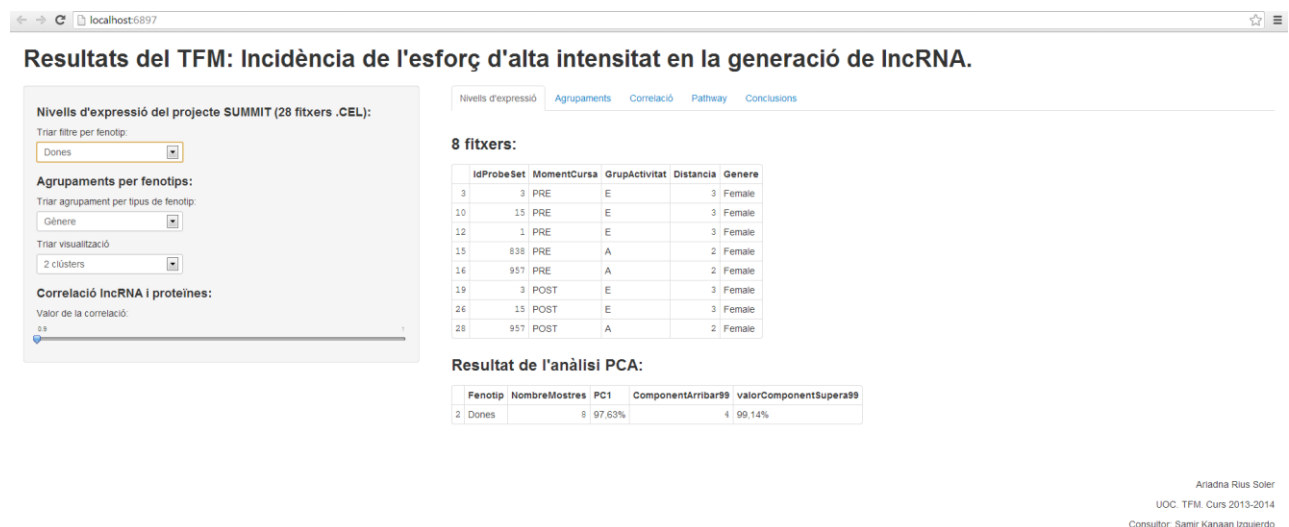 localhost:6897
Resultats del TFM: Incidència de l'esforç d'alta intensitat en la generació de lncRNA.
Nivells d'expressió del projecte SUMMIT (28 fitxers .CEL):
Triar filtre per fenotip:
Dones
Agrupaments per fenotips:
Triar agrupament per tipus de fenotip:
Gènere
Triar visualització
2 clústers
Correlació lncRNA i proteïnes:
Valor de la correlació:
0.9 1
Nivells d'expressió Agrupaments Correlació Pathway Conclusions
8 fitxers:
IdProbeSet MomentCursa GrupActivitat Distancia Genere
3 3 PRE E 3 Female
10 15 PRE E 3 Female
12 1 PRE E 3 Female
15 838 PRE A 2 Female
16 957 PRE A 2 Female
19 3 POST E 3 Female
26 15 POST E 3 Female
28 957 POST A 2 Female
Resultat de l'anàlisi PCA:
Fenotip NombreMostres PC1 ComponentArribar99 valorComponentSupera99
2 Dones 8 97,63% 4 99,14%
Ariadna Rius Soler
UOC. TFM. Curs 2013-2014
Consultor: Samir Kanaan Izquierdo